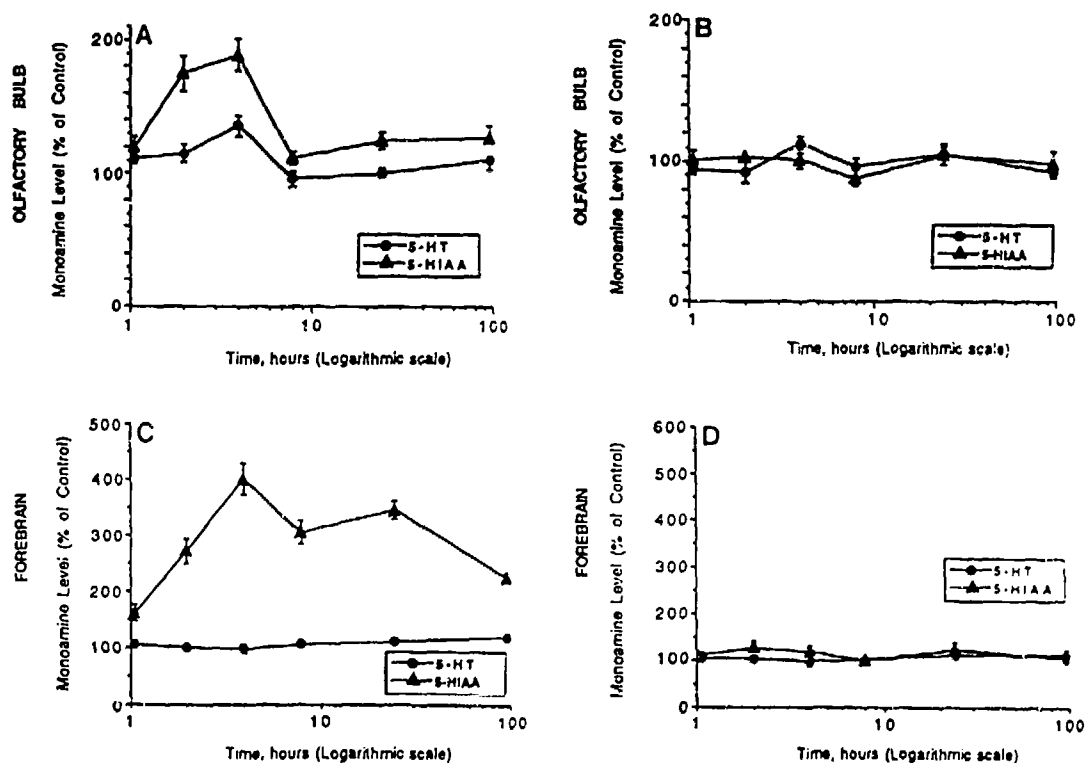 A
OLFACTORY BULB
Monoamine Level (% of Control)
200
100
0
5-HT
5-HIAA
1
10
100
Time, hours (Logarithmic scale)
B
OLFACTORY BULB
Monoamine Level (% of Control)
200
100
0
5-HT
5-HIAA
1
10
100
Time, hours (Logarithmic scale)
C
FOREBRAIN
Monoamine Level (% of Control)
500
400
300
200
100
0
5-HT
5-HIAA
1
10
100
Time, hours (Logarithmic scale)
D
FOREBRAIN
Monoamine Level (% of Control)
600
500
400
300
200
100
0
5-HT
5-HIAA
1
10
100
Time, hours (Logarithmic scale)